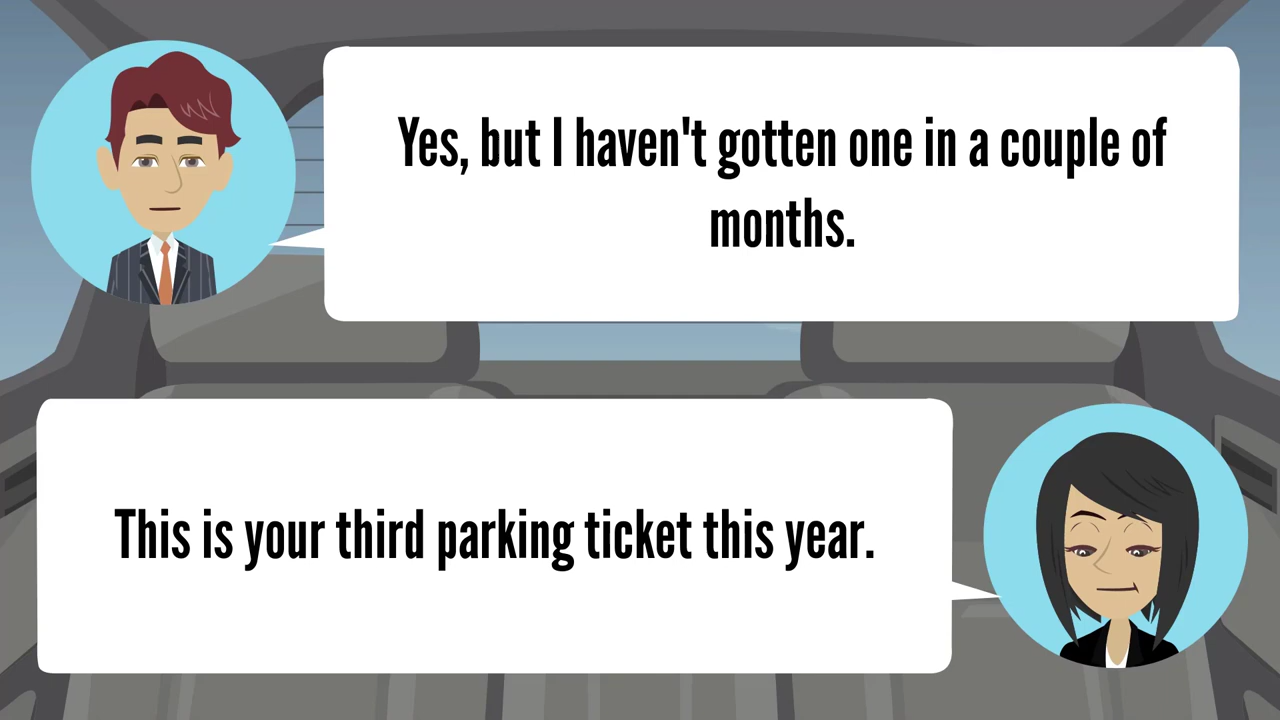 Yes, but I haven't gotten one in a couple of
months.
This is your third parking ticket this year.